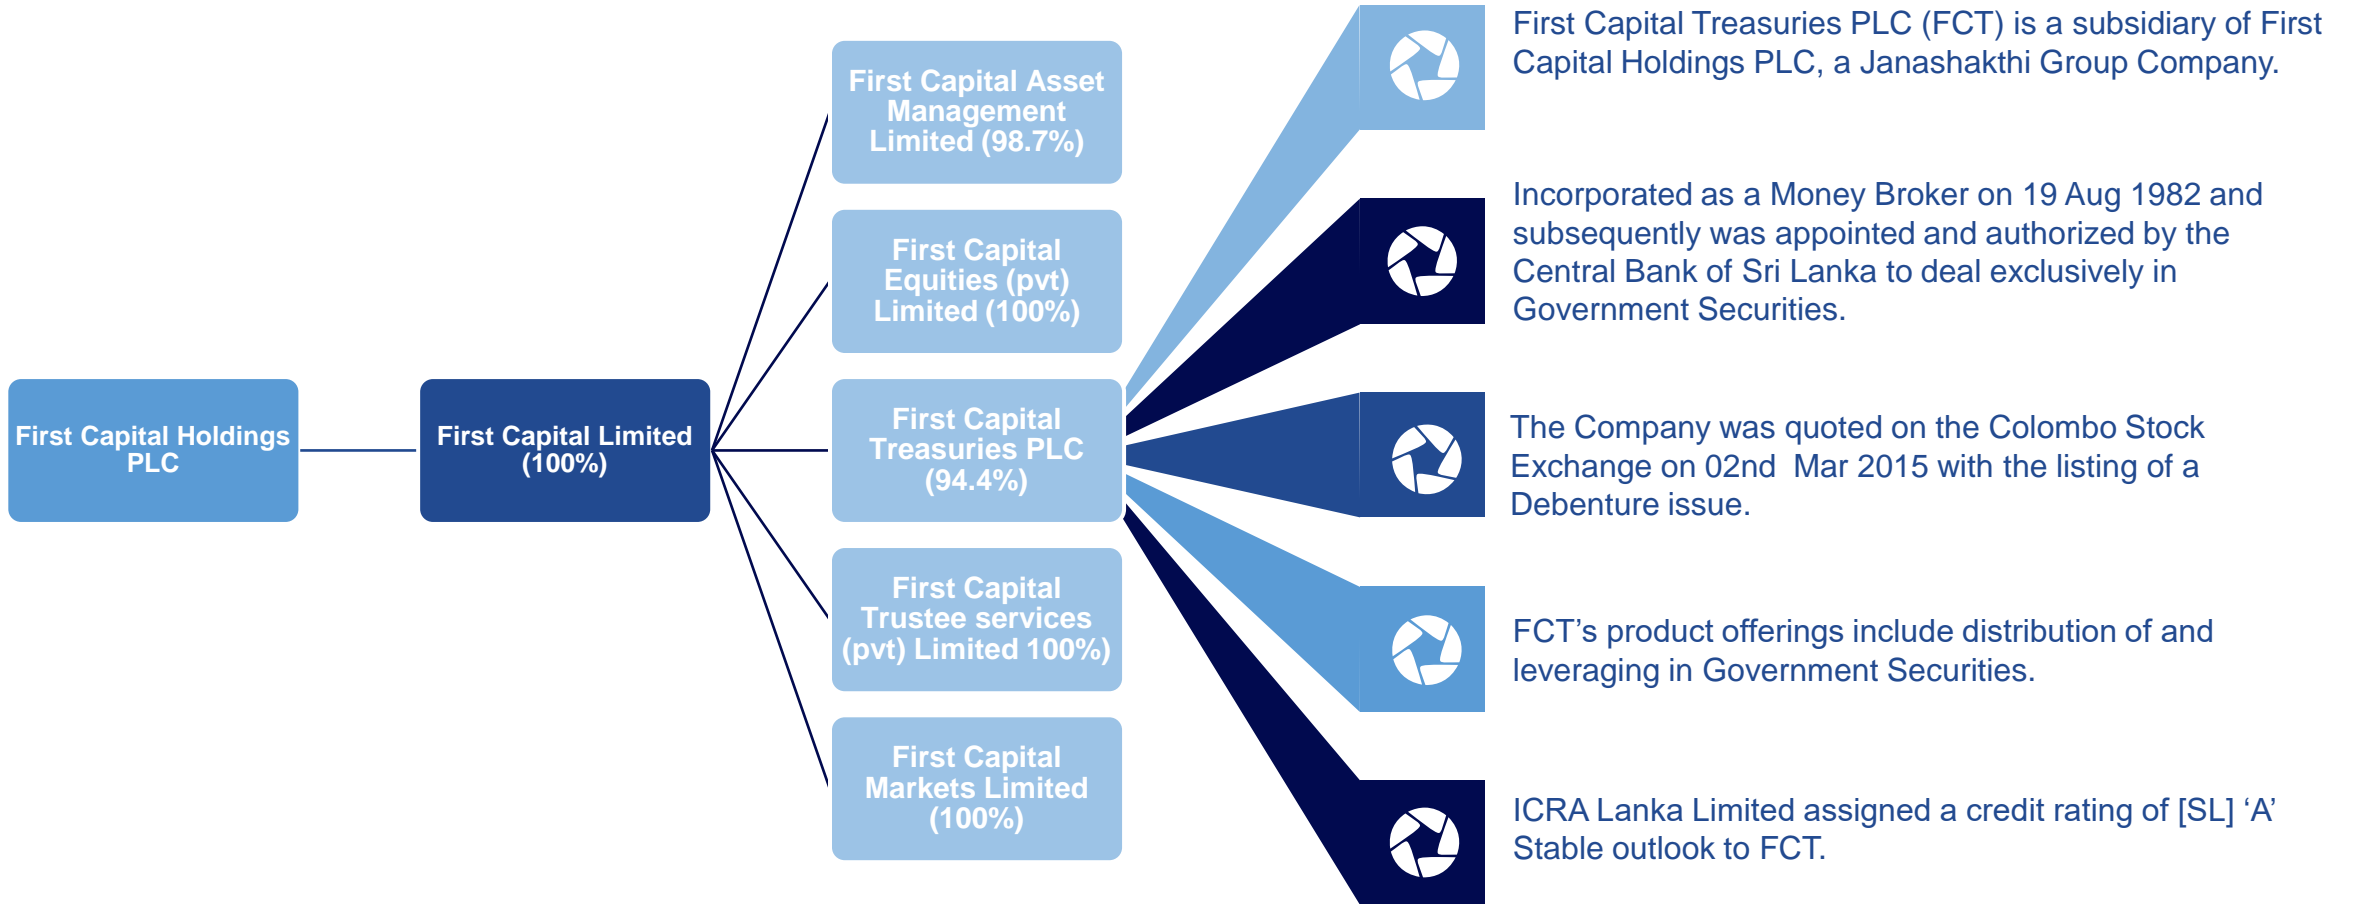 First Capital Holdings
PLC
First Capital Limited
(100%)
First Capital Asset
Management
Limited (98.7%)
First Capital
Equities (pvt)
Limited (100%)
First Capital
Treasuries PLC
(94.4%)
First Capital
Trustee services
(pvt) Limited 100%)
First Capital
Markets Limited
(100%)
First Capital Treasuries PLC (FCT) is a subsidiary of First
Capital Holdings PLC, a Janashakthi Group Company.
Incorporated as a Money Broker on 19 Aug 1982 and
subsequently was appointed and authorized by the
Central Bank of Sri Lanka to deal exclusively in
Government Securities.
The Company was quoted on the Colombo Stock
Exchange on 02nd  Mar 2015 with the listing of a
Debenture issue.
FCT’s product offerings include distribution of and
leveraging in Government Securities.
ICRA Lanka Limited assigned a credit rating of [SL] ‘A’
Stable outlook to FCT.